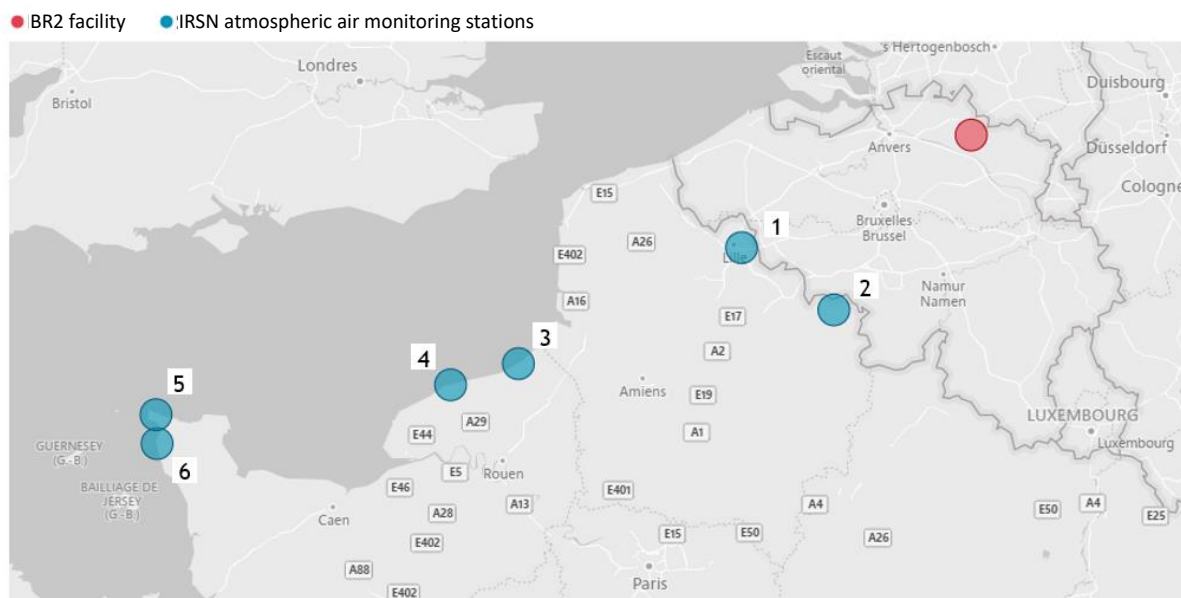 BR2 facility
IRSN atmospheric air monitoring stations
's Hertogenbosch
Londres
Escaut
oriental
Duisbourg
Bristol
Anvers
Düsseldorf
Cologne
E15
Bruxelles
Brussel
1
A26
Lille
E402
2
Namur
Namen
A16
E17
3
A2
4
Amiens
E19
5
A29
LUXEMBOURG
A1
E44
Luxembourg
GUERNESEY
(G.-B.)
6
E5
Rouen
BAILLIAGE DE
JERSEY
(G.-B.)
E46
E401
A28
A13
A4
E50
A4
E25
Caen
E402
E15
E50
A26
A88
Paris
E402